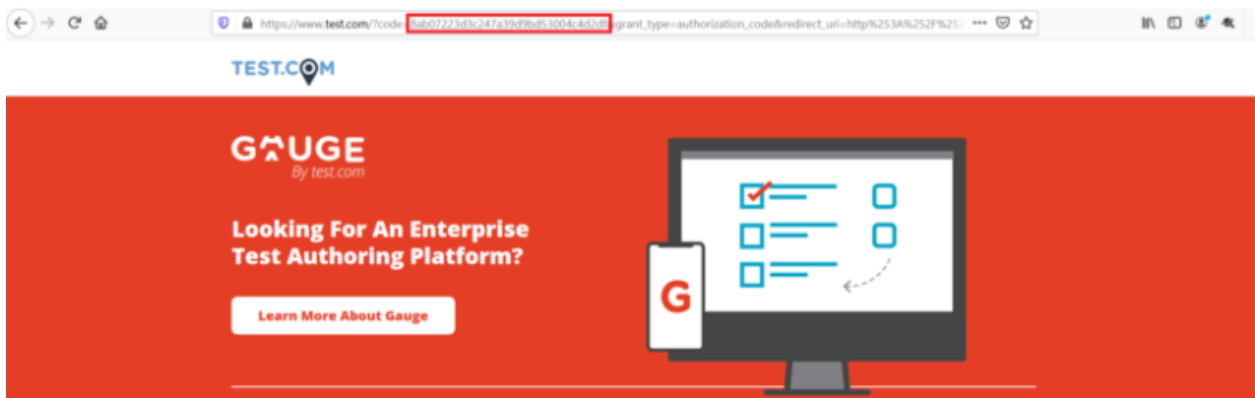 https://www.test.com/?code=8ab07223d3c247a39d9bd53004c4d2df&grant_type=authorization_code&redirect_uri=http%253A%252F%252
TEST.COM
GAUGE
By test.com
Looking For An Enterprise
Test Authoring Platform?
Learn More About Gauge
G